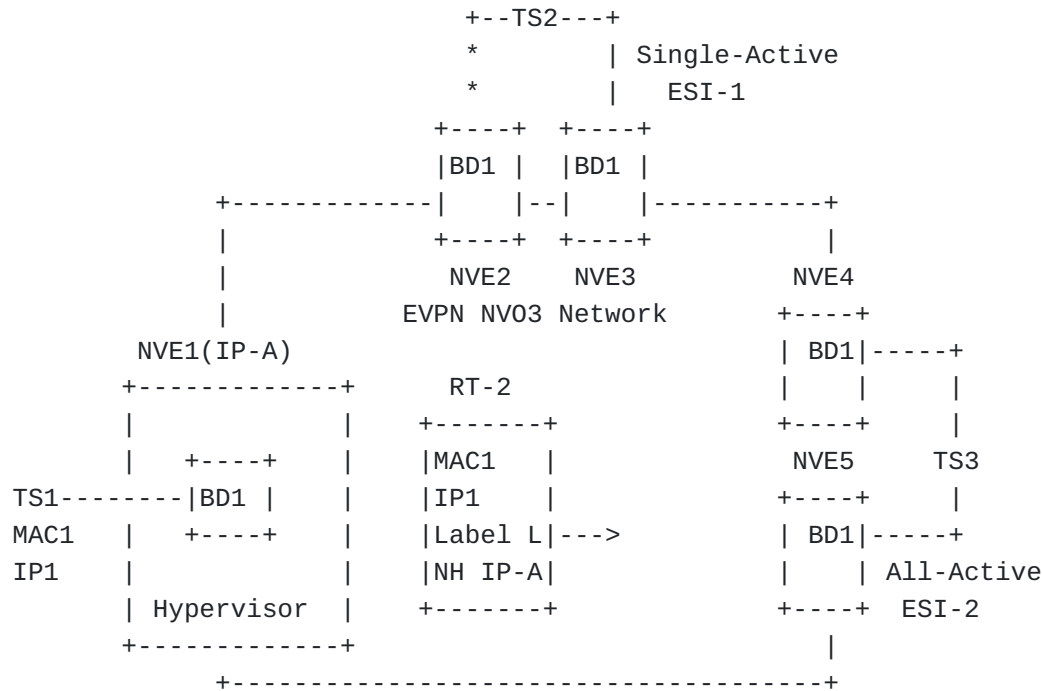 +--TS2---+
* | Single-Active
* | ESI-1
+----+ +----+
|BD1 | |BD1 |
+-------------| |--| |-----------+
| +----+ +----+ |
| NVE2 NVE3 NVE4
| EVPN NVO3 Network +----+
NVE1(IP-A) | BD1|-----+
+-------------+ RT-2 | | |
| | +-------+ +----+ |
| +----+ | |MAC1 | NVE5 TS3
TS1--------|BD1 | | |IP1 | +----+ |
MAC1 | +----+ | |Label L|---> | BD1|-----+
IP1 | | |NH IP-A| | | All-Active
| Hypervisor | +-------+ +----+ ESI-2
+-------------+ |
+--------------------------------------+